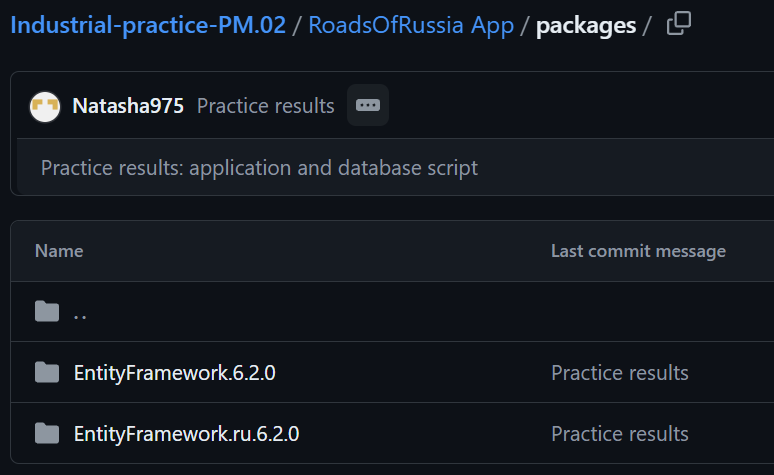 Industrial-practice-PM.02 / RoadsOfRussia App / packages /
Natasha975 Practice results ...
Practice results: application and database script
Name Last commit message
..
EntityFramework.6.2.0 Practice results
EntityFramework.ru.6.2.0 Practice results